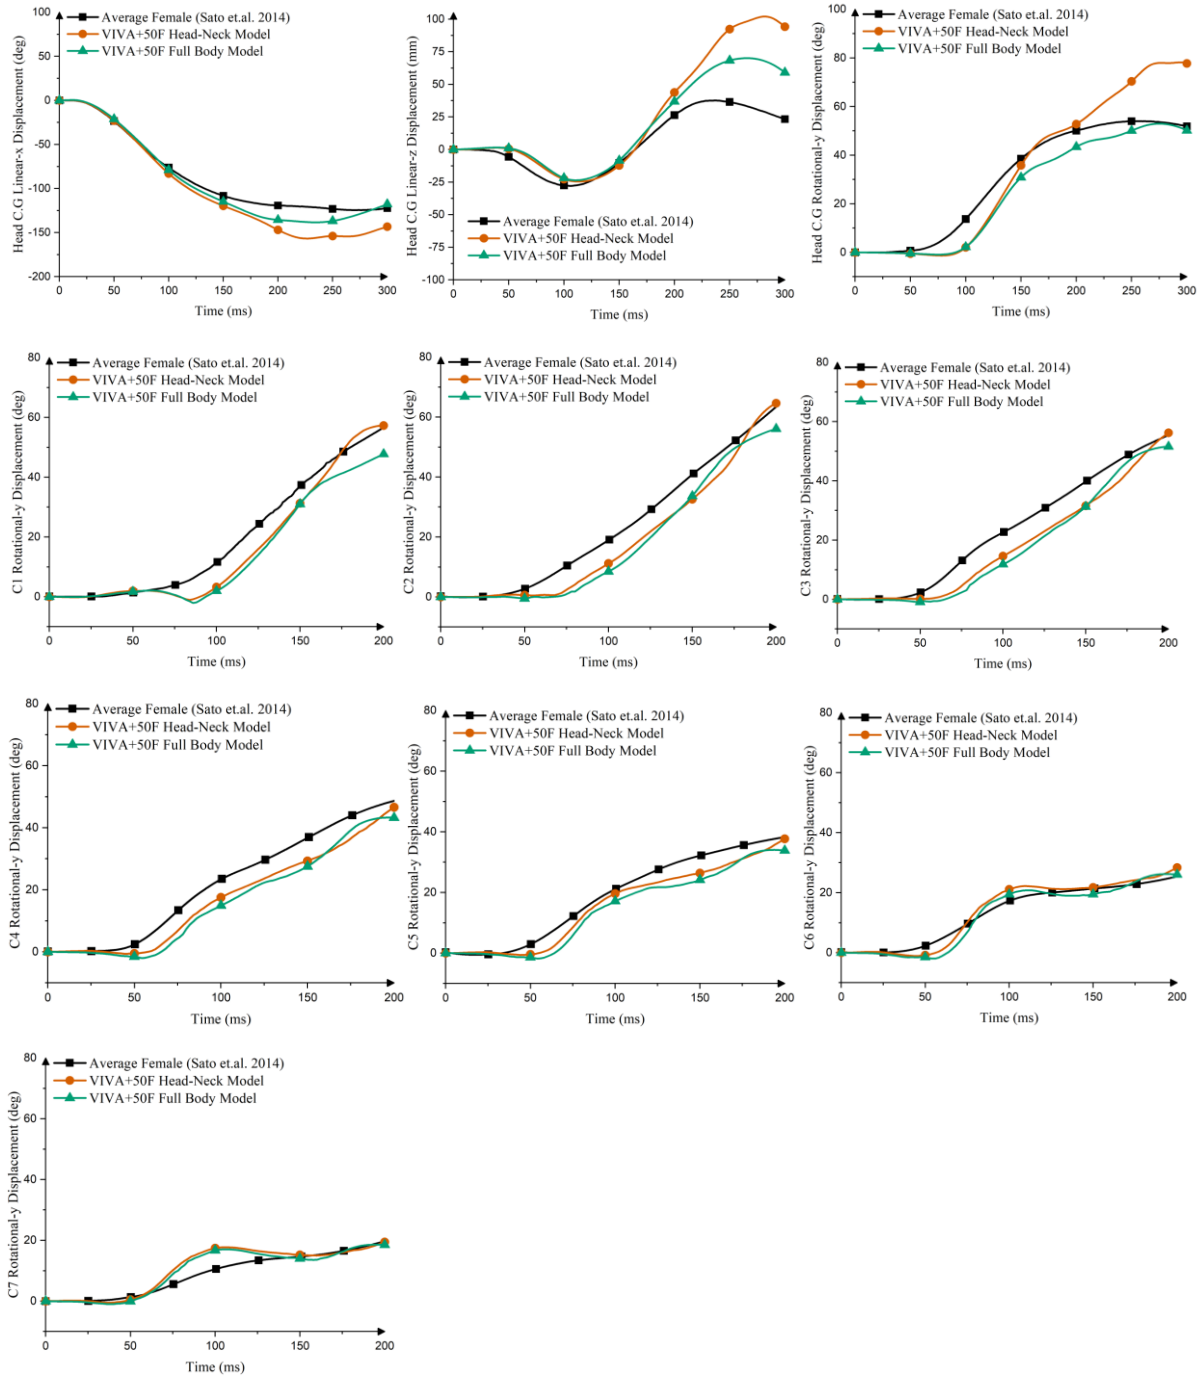 Average Female (Sato et.al. 2014)
VIVA+50F Head-Neck Model
VIVA+50F Full Body Model
Head C.G Linear-x Displacement (deg)
100
50
0
-50
-100
-150
-200
0 50 100 150 200 250 300
Time (ms)
Average Female (Sato et.al. 2014)
VIVA+50F Head-Neck Model
VIVA+50F Full Body Model
Head C.G Linear-z Displacement (mm)
100
75
50
25
0
-25
-50
-75
-100
0 50 100 150 200 250 300
Time (ms)
Average Female (Sato et.al. 2014)
VIVA+50F Head-Neck Model
VIVA+50F Full Body Model
Head C.G Rotational-y Displacement (deg)
100
80
60
40
20
0
0 50 100 150 200 250 300
Time (ms)
Average Female (Sato et.al. 2014)
VIVA+50F Head-Neck Model
VIVA+50F Full Body Model
C1 Rotational-y Displacement (deg)
80
60
40
20
0
0 50 100 150 200
Time (ms)
Average Female (Sato et.al. 2014)
VIVA+50F Head-Neck Model
VIVA+50F Full Body Model
C2 Rotational-y Displacement (deg)
80
60
40
20
0
0 50 100 150 200
Time (ms)
Average Female (Sato et.al. 2014)
VIVA+50F Head-Neck Model
VIVA+50F Full Body Model
C3 Rotational-y Displacement (deg)
80
60
40
20
0
0 50 100 150 200
Time (ms)
Average Female (Sato et.al. 2014)
VIVA+50F Head-Neck Model
VIVA+50F Full Body Model
C4 Rotational-y Displacement (deg)
80
60
40
20
0
0 50 100 150 200
Time (ms)
Average Female (Sato et.al. 2014)
VIVA+50F Head-Neck Model
VIVA+50F Full Body Model
C5 Rotational-y Displacement (deg)
80
60
40
20
0
0 50 100 150 200
Time (ms)
Average Female (Sato et.al. 2014)
VIVA+50F Head-Neck Model
VIVA+50F Full Body Model
C6 Rotational-y Displacement (deg)
80
60
40
20
0
0 50 100 150 200
Time (ms)
Average Female (Sato et.al. 2014)
VIVA+50F Head-Neck Model
VIVA+50F Full Body Model
C7 Rotational-y Displacement (deg)
80
60
40
20
0
0 50 100 150 200
Time (ms)